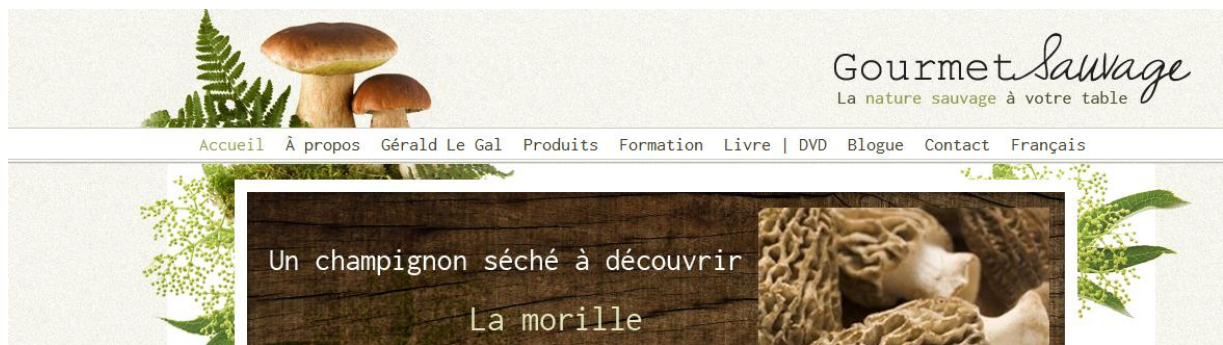 Gourmet Sauvage
La nature sauvage à votre table
Accueil À propos Gérald Le Gal Produits Formation Livre | DVD Blogue Contact Français
Un champignon séché à découvrir
La morille